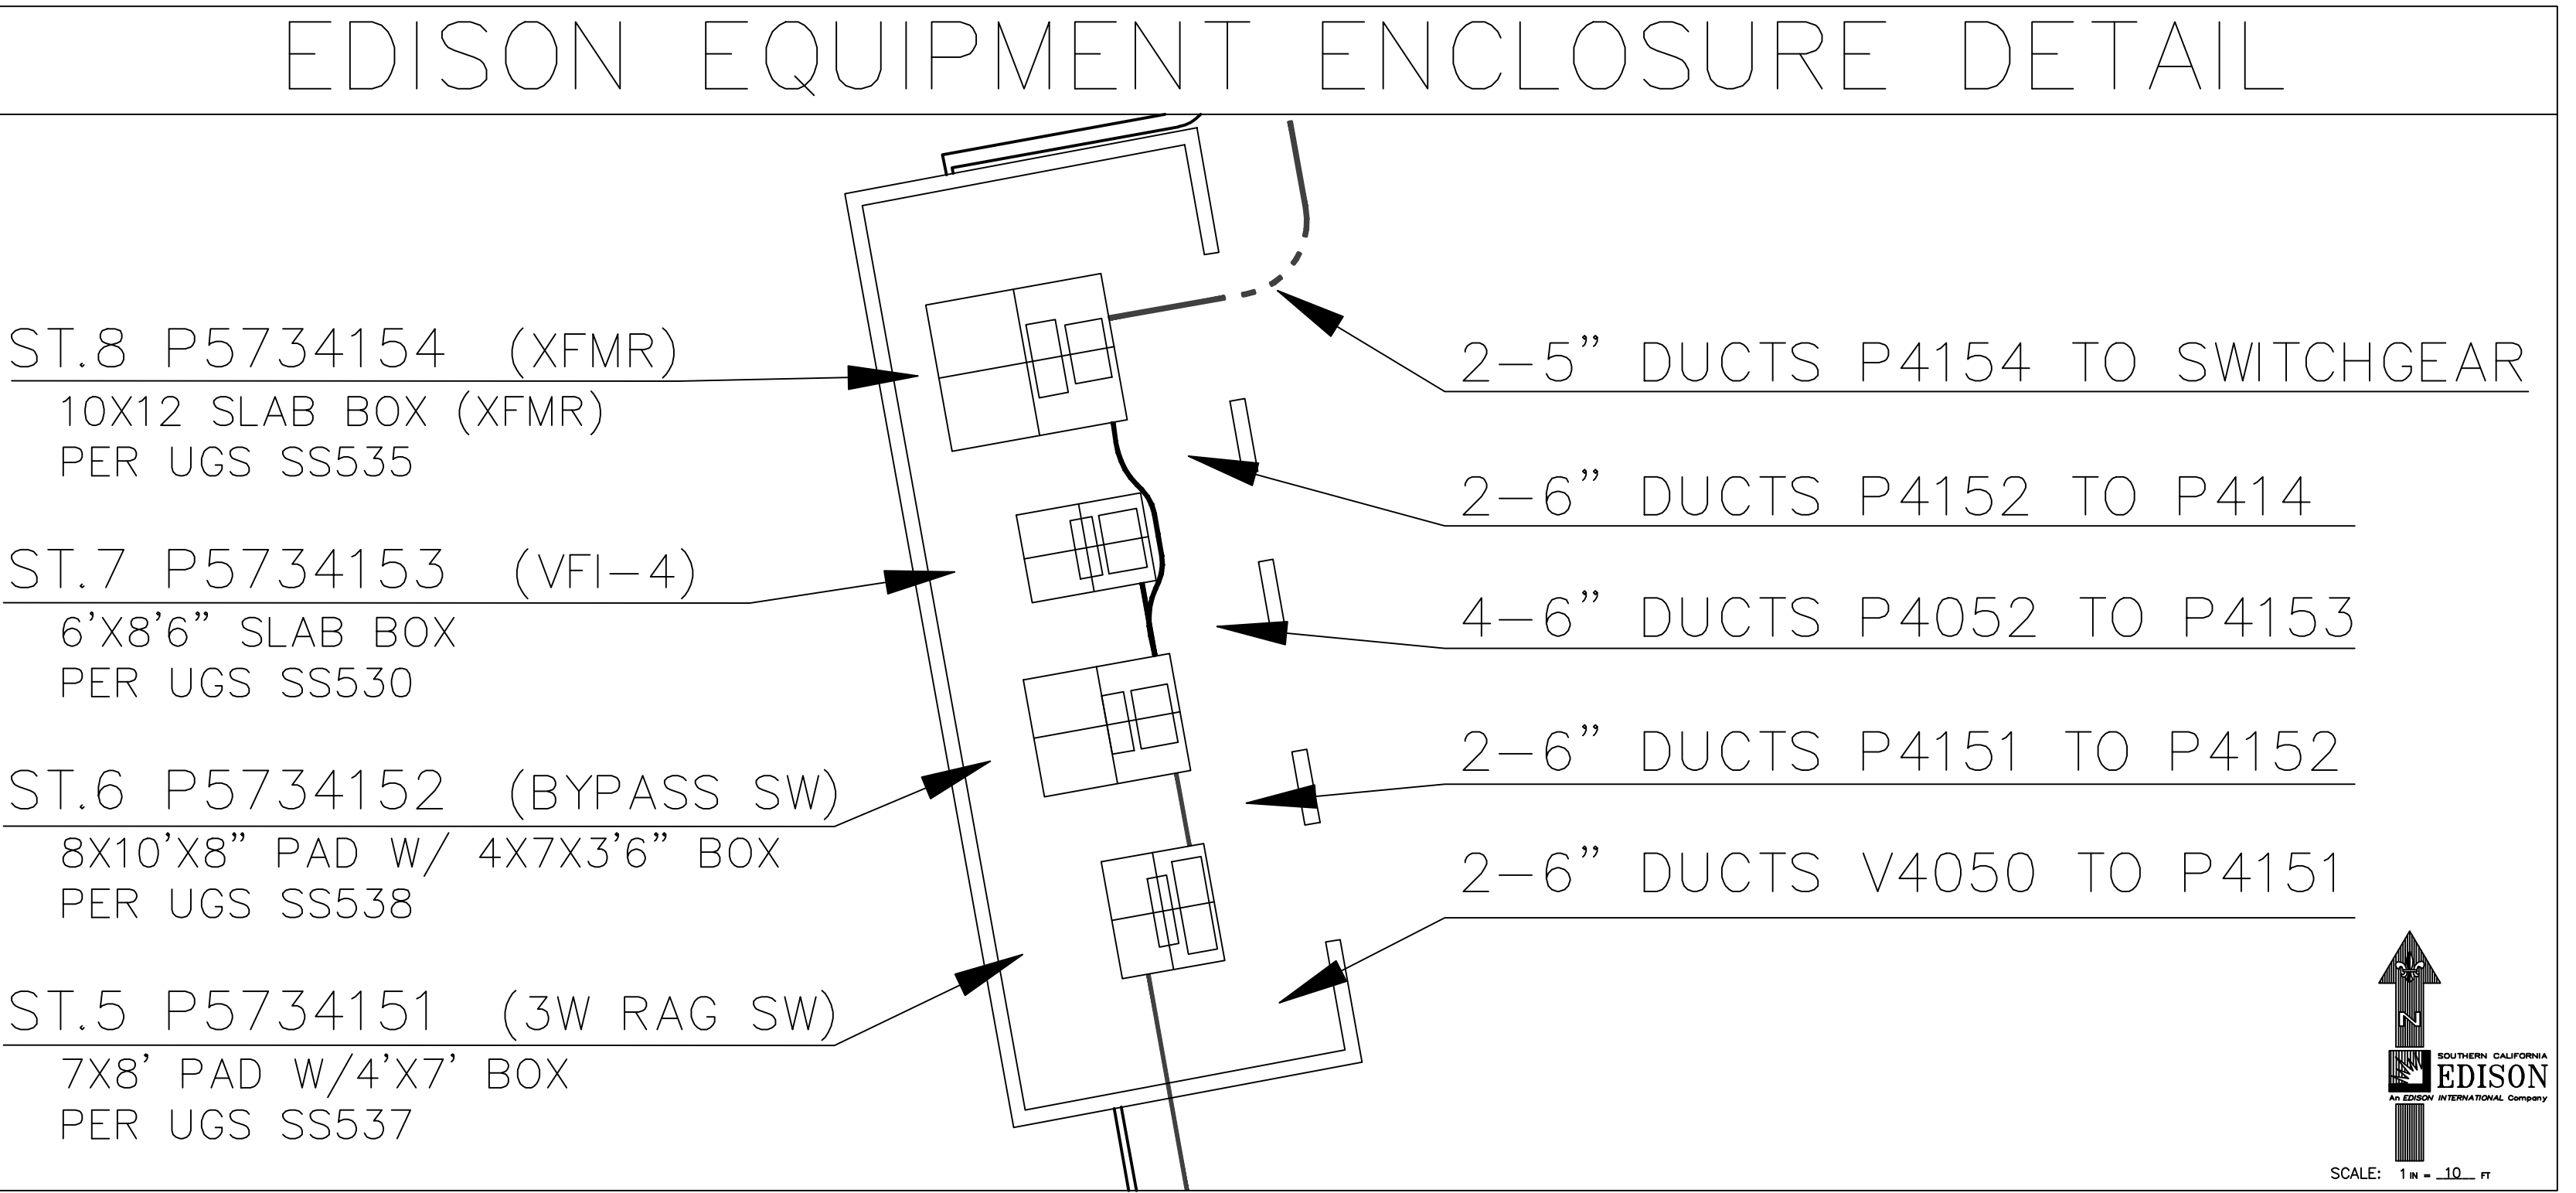 EDISON EQUIPMENT ENCLOSURE DETAIL
ST.8 P5734154 (XFMR)
10X12 SLAB BOX (XFMR)
PER UGS SS535
ST.7 P5734153 (VFI-4)
6'X8'6" SLAB BOX
PER UGS SS530
ST.6 P5734152 (BYPASS SW)
8X10'X8" PAD W/ 4X7X3'6" BOX
PER UGS SS538
ST.5 P5734151 (3W RAG SW)
7X8' PAD W/4'X7' BOX
PER UGS SS537
2-5" DUCTS P4154 TO SWITCHGEAR
2-6" DUCTS P4152 TO P414
4-6" DUCTS P4052 TO P4153
2-6" DUCTS P4151 TO P4152
2-6" DUCTS V4050 TO P4151
N
SOUTHERN CALIFORNIA
EDISON
An EDISON INTERNATIONAL Company
SCALE: 1 IN = 10 FT